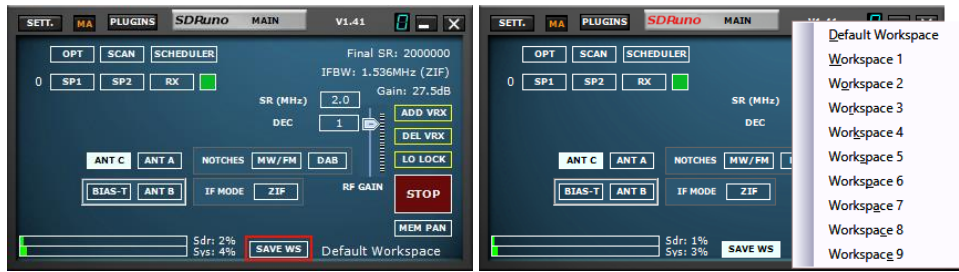 SETT. MA PLUGINS SDRuno MAIN V1.41
OPT SCAN SCHEDULER Final SR: 2000000
IFBW: 1.536MHz (ZIF)
0 SP1 SP2 RX Gain: 27.5dB
SR (MHz) 2.0 ADD VRX
DEC 1 DEL VRX
ANT C ANT A NOTCHES MW/FM DAB LO LOCK
BIAS-T ANT B IF MODE ZIF RF GAIN STOP
MEM PAN
Sdr: 2%
Sys: 4% SAVE WS Default Workspace
SETT. MA PLUGINS SDRuno MAIN
OPT SCAN SCHEDULER
0 SP1 SP2 RX
SR (MHz)
DEC
ANT C ANT A NOTCHES MW/FM
BIAS-T ANT B IF MODE ZIF
Sdr: 1%
Sys: 3% SAVE WS
Default Workspace
Workspace 1
Workspace 2
Workspace 3
Workspace 4
Workspace 5
Workspace 6
Workspace 7
Workspace 8
Workspace 9